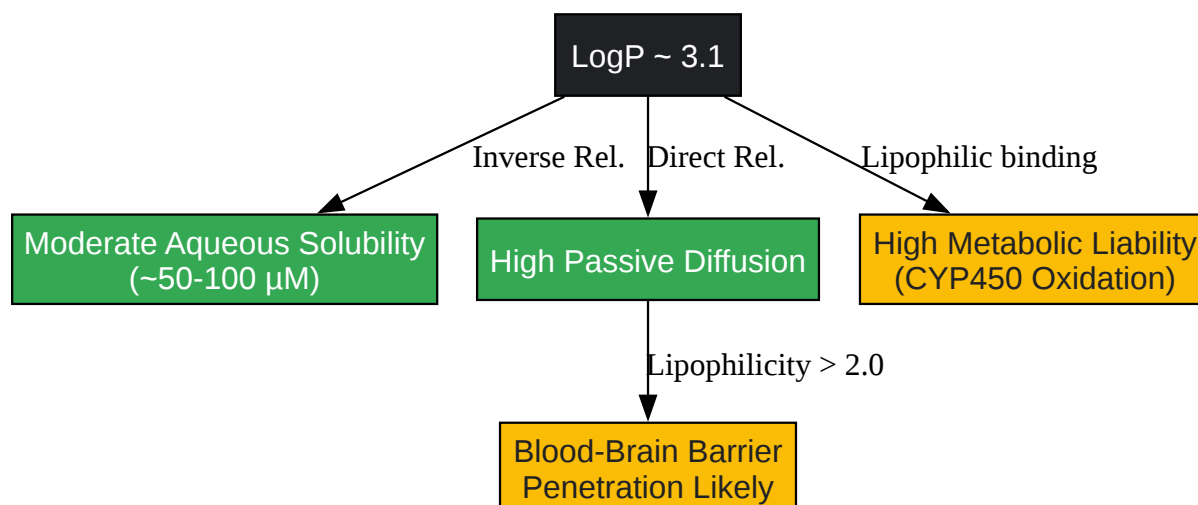 LogP ~ 3.1
Inverse Rel.
Direct Rel.
Lipophilic binding
Moderate Aqueous Solubility
(~50-100 µM)
High Passive Diffusion
High Metabolic Liability
(CYP450 Oxidation)
Lipophilicity > 2.0
Blood-Brain Barrier
Penetration Likely